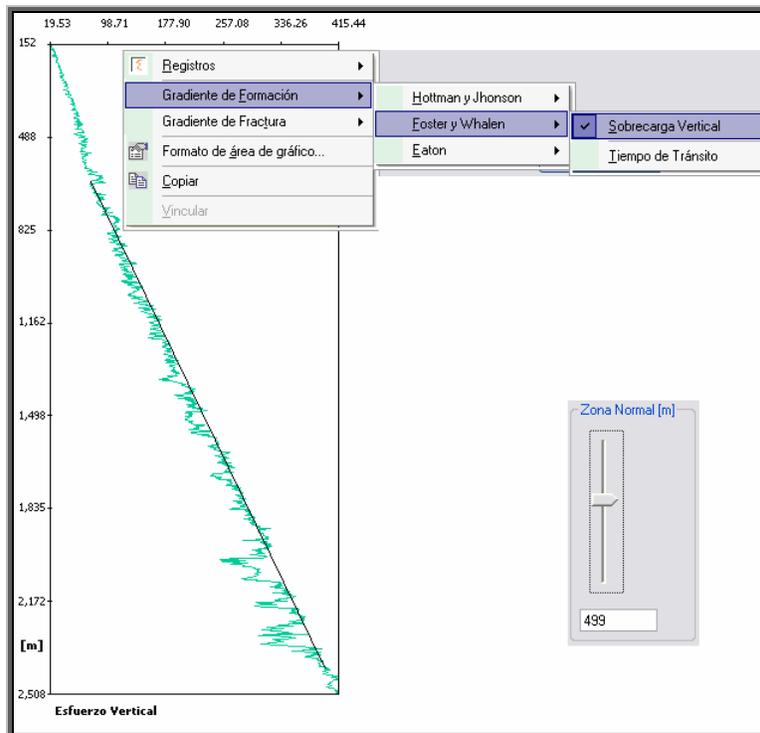 19.53 98.71 177.90 257.08 336.26 415.44
152
488
825
1,162
1,498
1,835
2,172
[m]
2,508
Esfuerzo Vertical
Registros
Gradiente de Formación
Gradiente de Fractura
Formato de área de gráfico...
Copiar
Vincular
Hottman y Jhonson
Foster y Whalen
Eaton
Sobrecarga Vertical
Tiempo de Tránsito
Zona Normal [m]
499